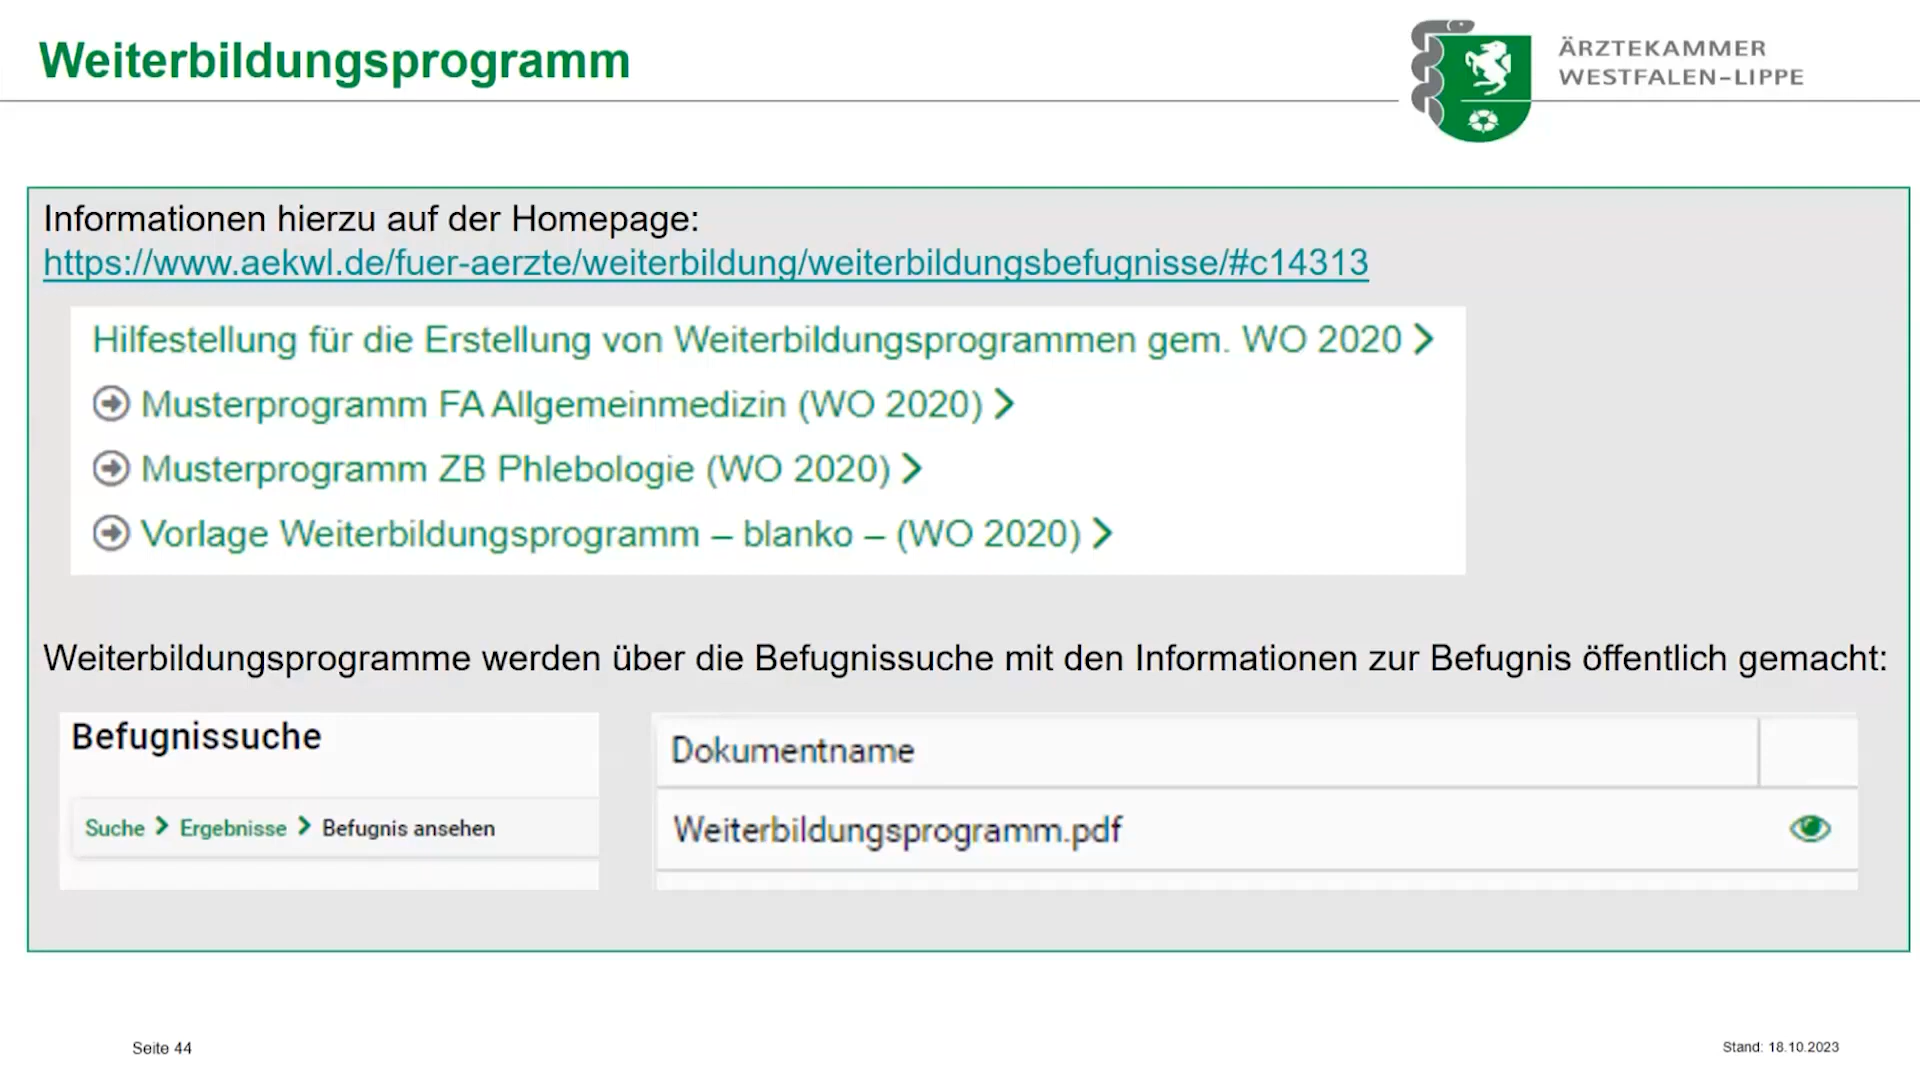 Weiterbildungsprogramm
ÄRZTEKAMMER
WESTFALEN-LIPPE
Informationen hierzu auf der Homepage:
https://www.aekwl.de/fuer-aerzte/weiterbildung/weiterbildungsbefugnisse/#c14313
Hilfestellung für die Erstellung von Weiterbildungsprogrammen gem. WO 2020
Musterprogramm FA Allgemeinmedizin (WO 2020)
Musterprogramm ZB Phlebologie (WO 2020)
Vorlage Weiterbildungsprogramm – blanko – (WO 2020)
Weiterbildungsprogramme werden über die Befugnissuche mit den Informationen zur Befugnis öffentlich gemacht:
Befugnissuche
Suche > Ergebnisse > Befugnis ansehen
Dokumentname
Weiterbildungsprogramm.pdf
Seite 44
Stand: 18.10.2023